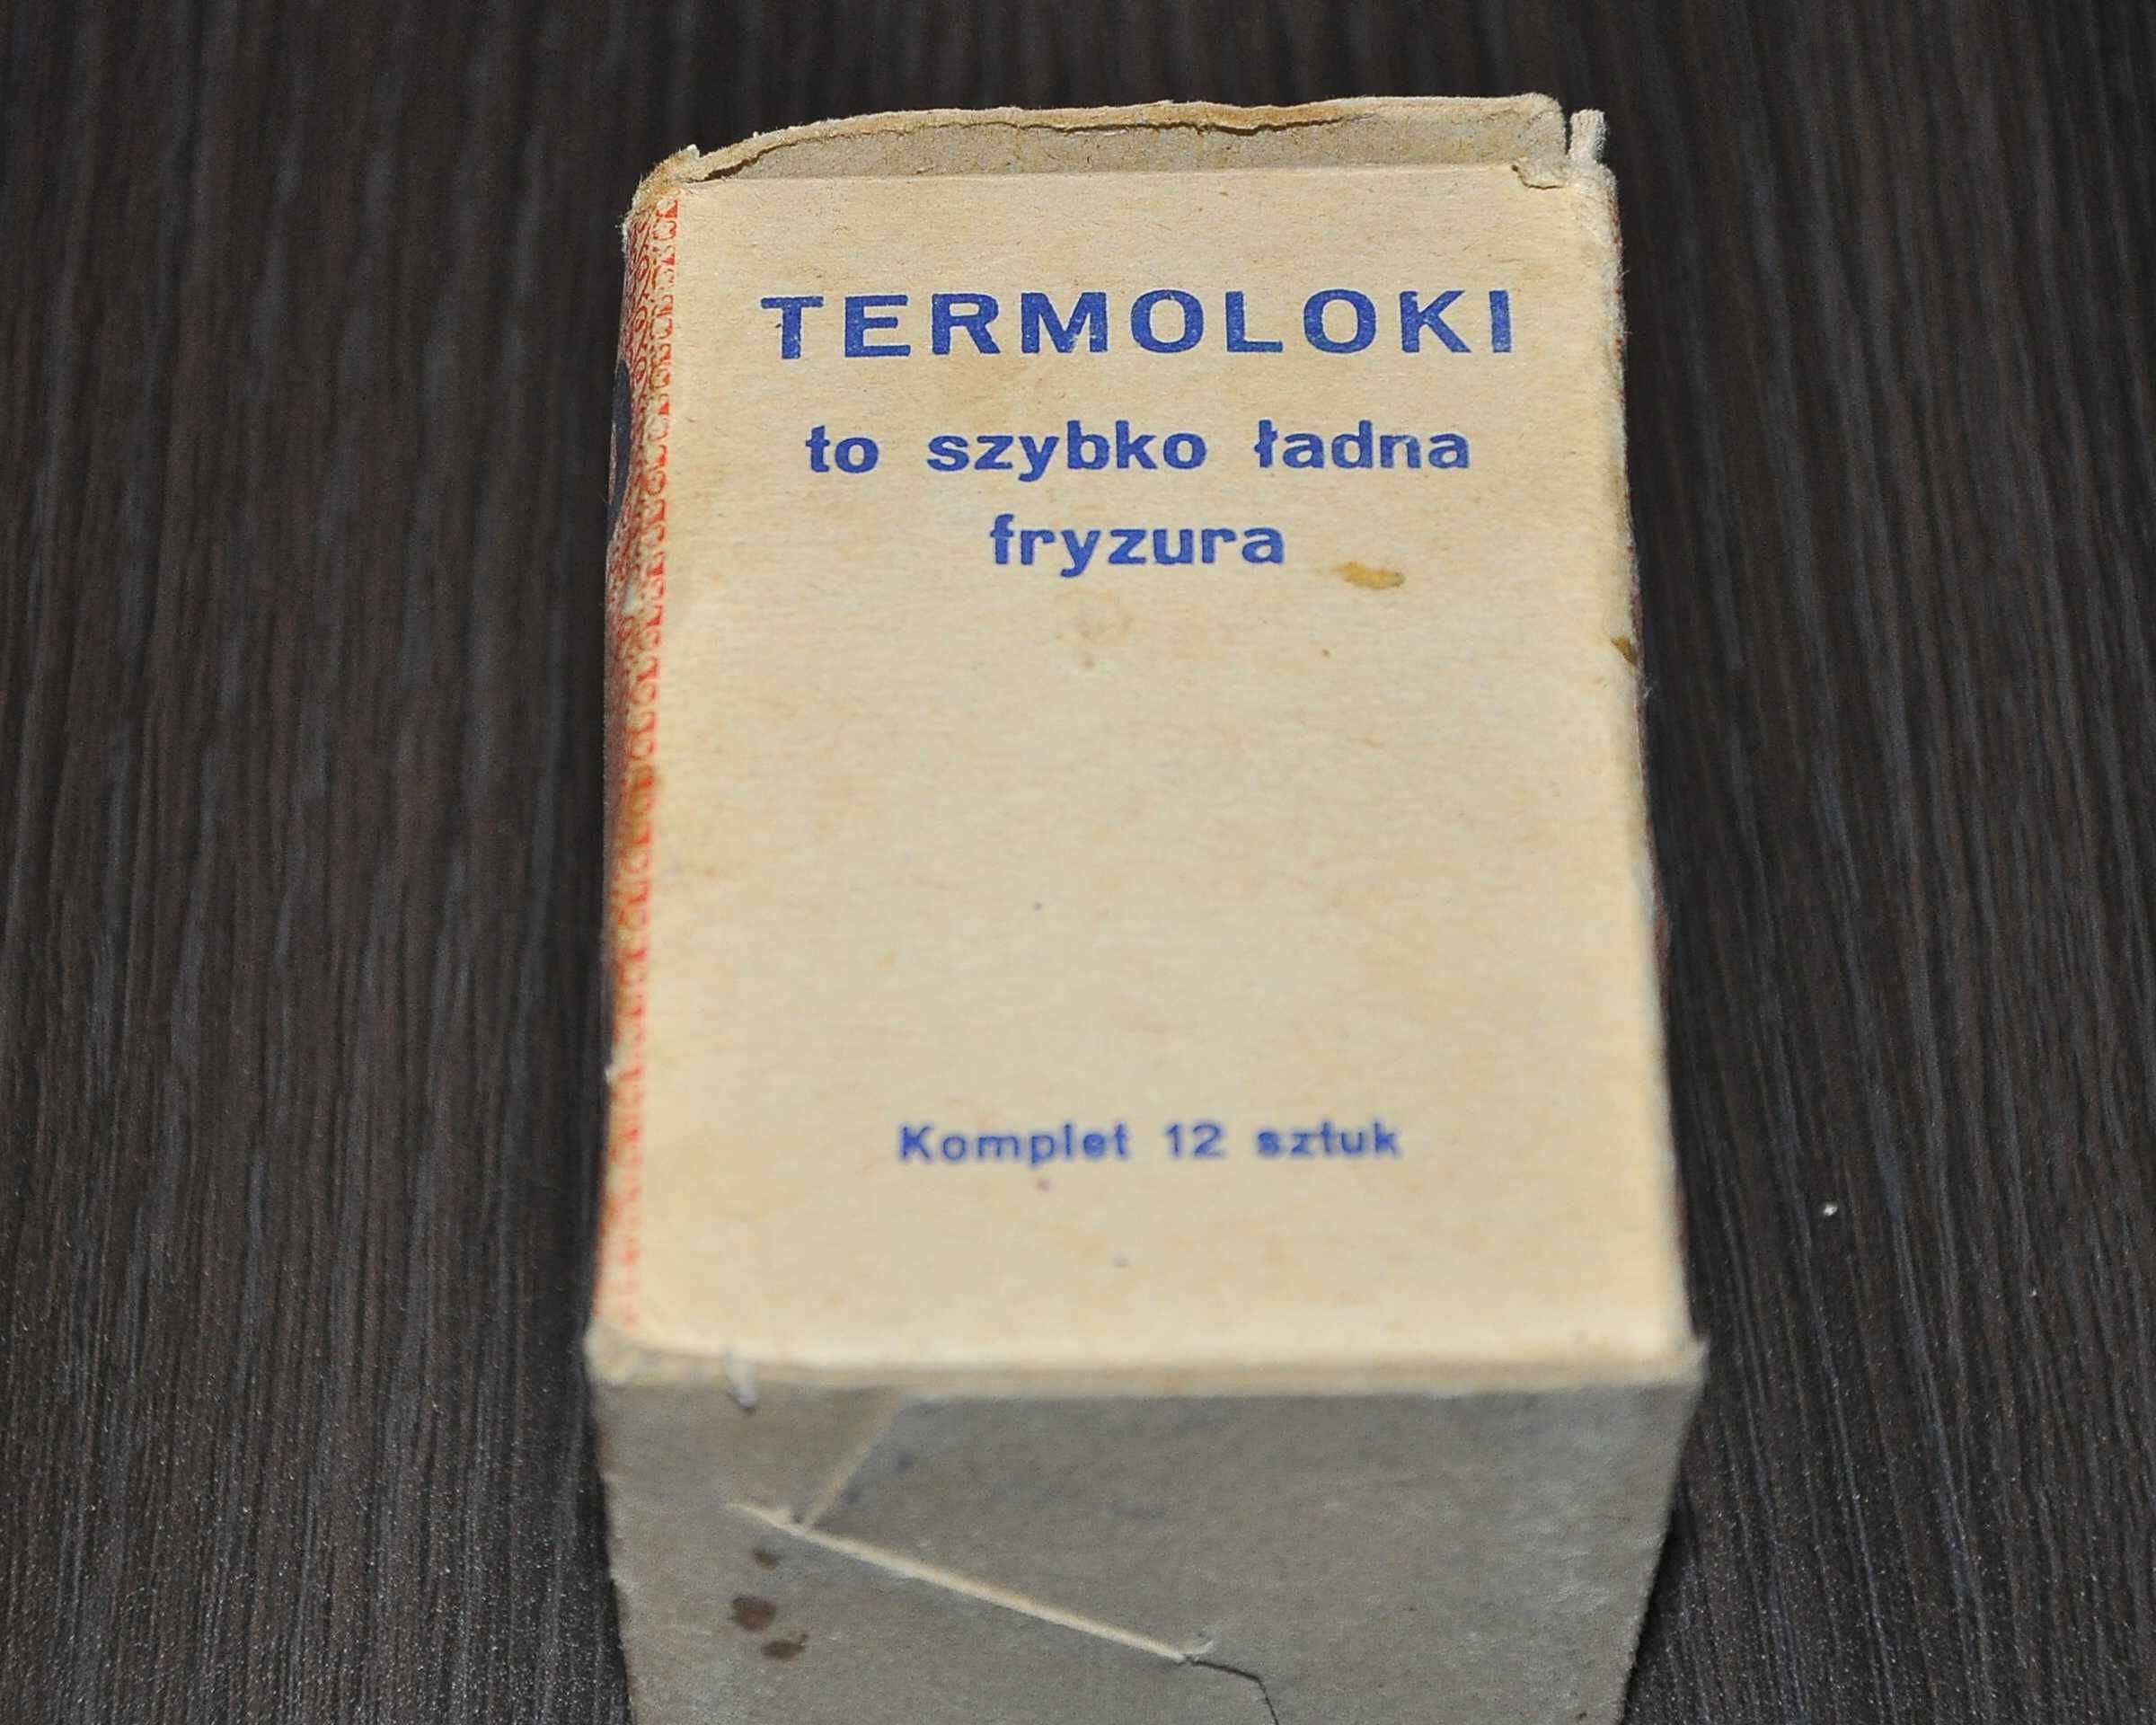 TERMOLOKI
to szybko ładna
fryzura
Komplet 12 sztuk